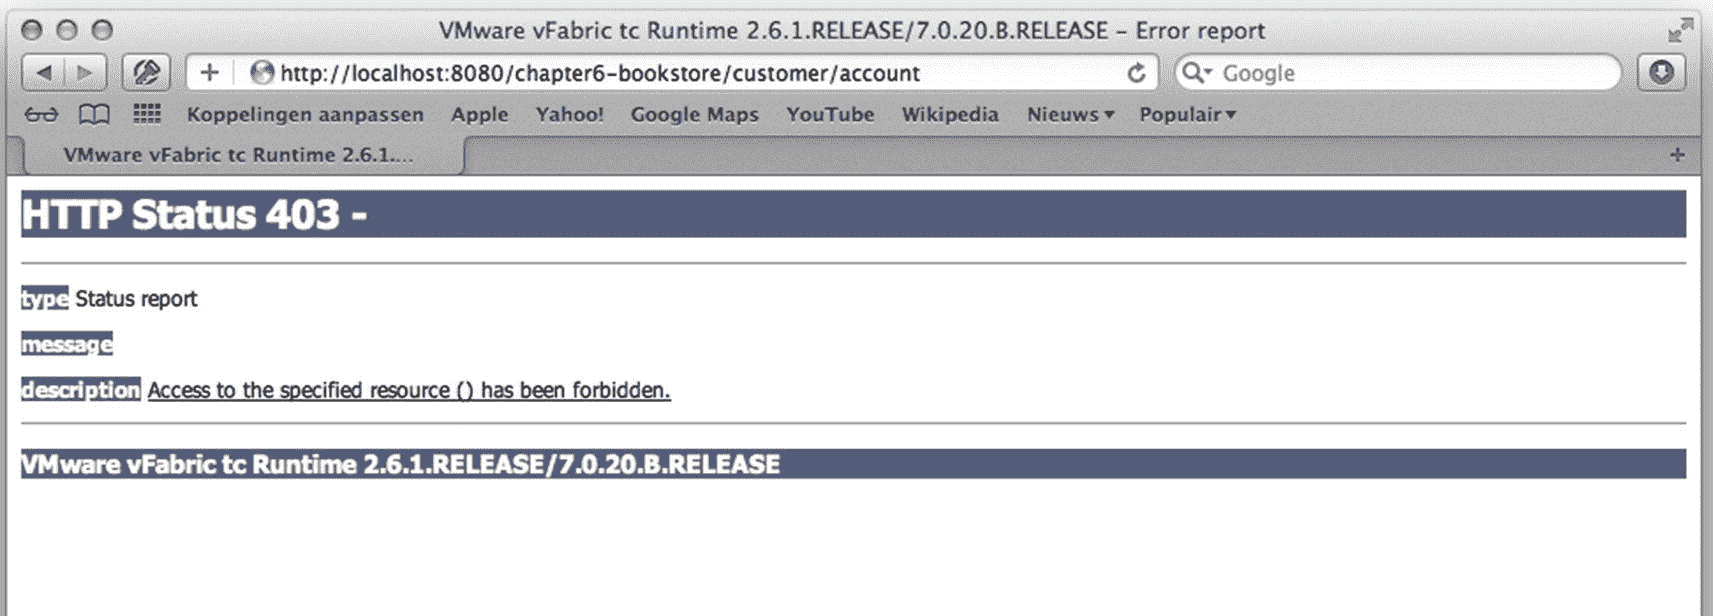 VMware vFabric tc Runtime 2.6.1.RELEASE/7.0.20.B.RELEASE – Error report
http://localhost:8080/chapter6-bookstore/customer/account Google
Koppelingen aanpassen Apple Yahoo! Google Maps YouTube Wikipedia Nieuws Populair
VMware vFabric tc Runtime 2.6.1....
HTTP Status 403 -
type Status report
message
description Access to the specified resource () has been forbidden.
VMware vFabric tc Runtime 2.6.1.RELEASE/7.0.20.B.RELEASE